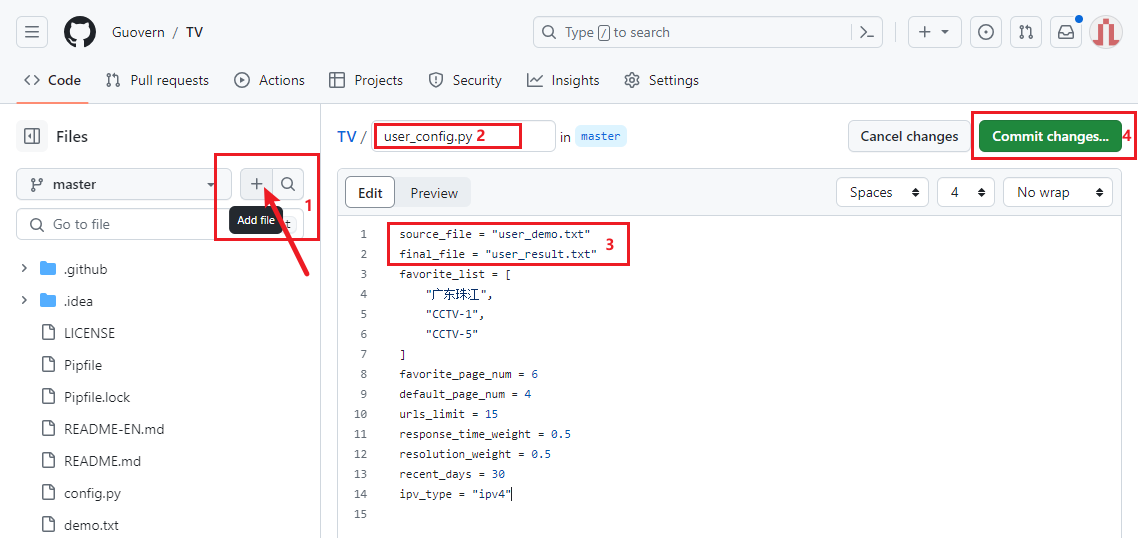 Guovern / TV
Type / to search
Code
Pull requests
Actions
Projects
Security
Insights
Settings
Files
TV / user_config.py 2 in master
Cancel changes
Commit changes... 4
master
1
Add file
Go to file
t
Edit
Preview
Spaces
4
No wrap
.github
.idea
LICENSE
Pipfile
Pipfile.lock
README-EN.md
README.md
config.py
demo.txt
1 source_file = "user_demo.txt"
2 final_file = "user_result.txt"
3
3 favorite_list = [
4 "广东珠江",
5 "CCTV-1",
6 "CCTV-5"
7 ]
8 favorite_page_num = 6
9 default_page_num = 4
10 urls_limit = 15
11 response_time_weight = 0.5
12 resolution_weight = 0.5
13 recent_days = 30
14 ipv_type = "ipv4"
15